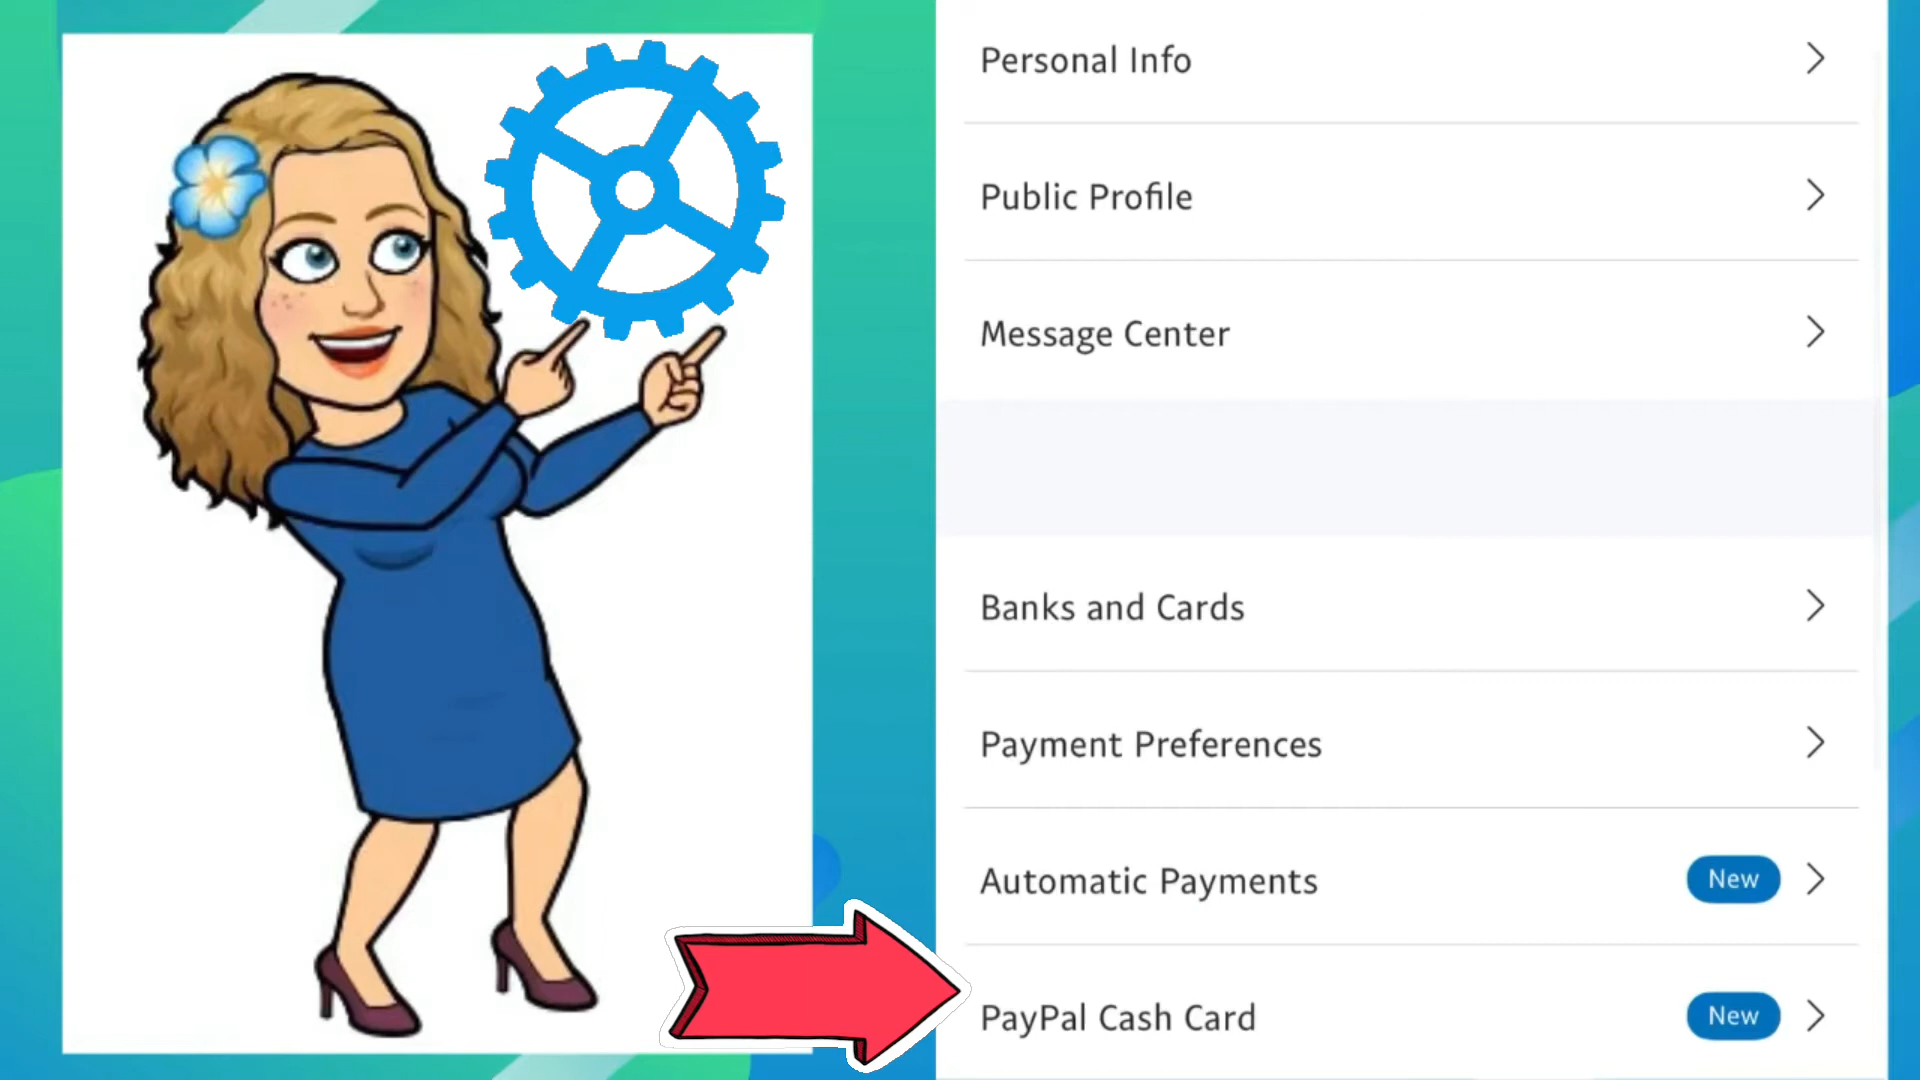 Personal Info
Public Profile
Message Center
Banks and Cards
Payment Preferences
Automatic Payments New
PayPal Cash Card New